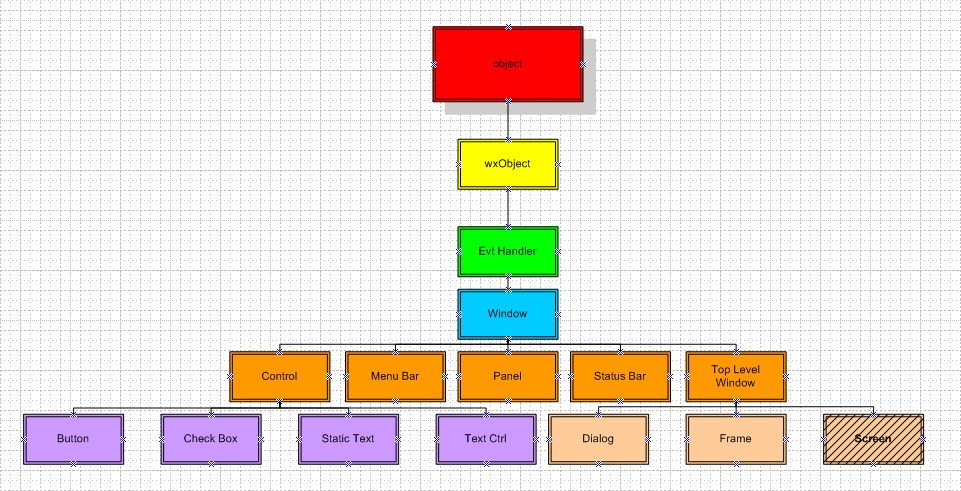 object
wxObject
Evt Handler
Window
Control
Menu Bar
Panel
Status Bar
Top Level
Window
Button
Check Box
Static Text
Text Ctrl
Dialog
Frame
Screen